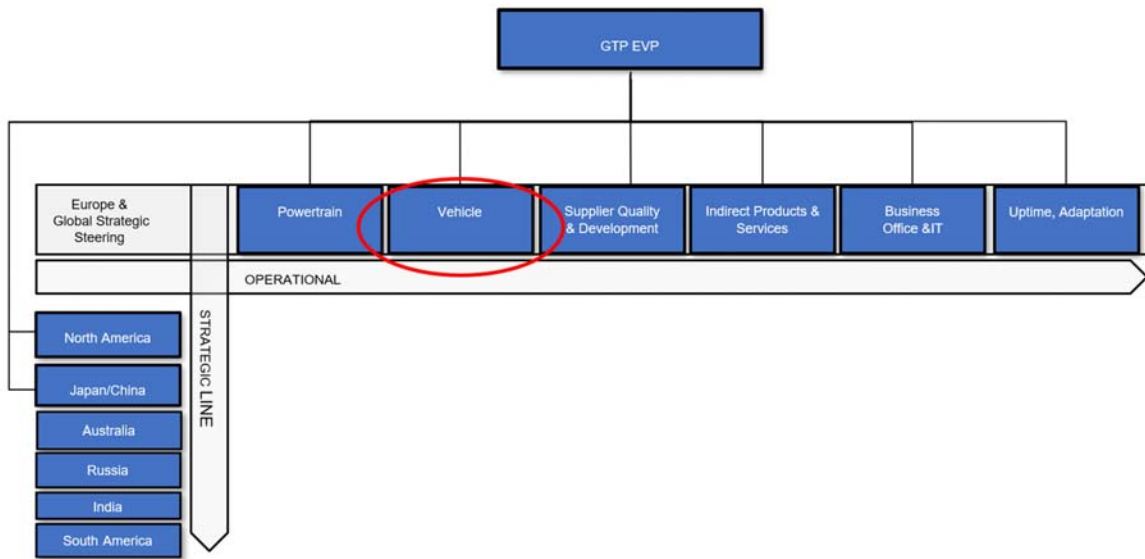 GTP EVP
Europe &
Global Strategic
Steering
Powertrain
Vehicle
Supplier Quality
& Development
Indirect Products &
Services
Business
Office &IT
Uptime, Adaptation
OPERATIONAL
STRATEGIC LINE
North America
Japan/China
Australia
Russia
India
South America